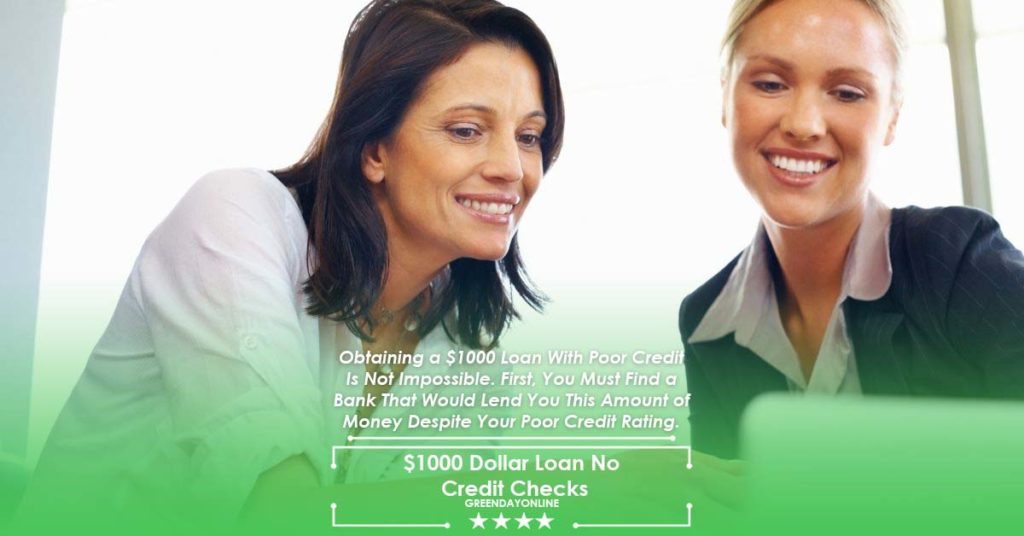 Obtaining a $1000 Loan With Poor Credit
Is Not Impossible. First, You Must Find a
Bank That Would Lend You This Amount of
Money Despite Your Poor Credit Rating.
$1000 Dollar Loan No
Credit Checks
GREENDAYONLINE